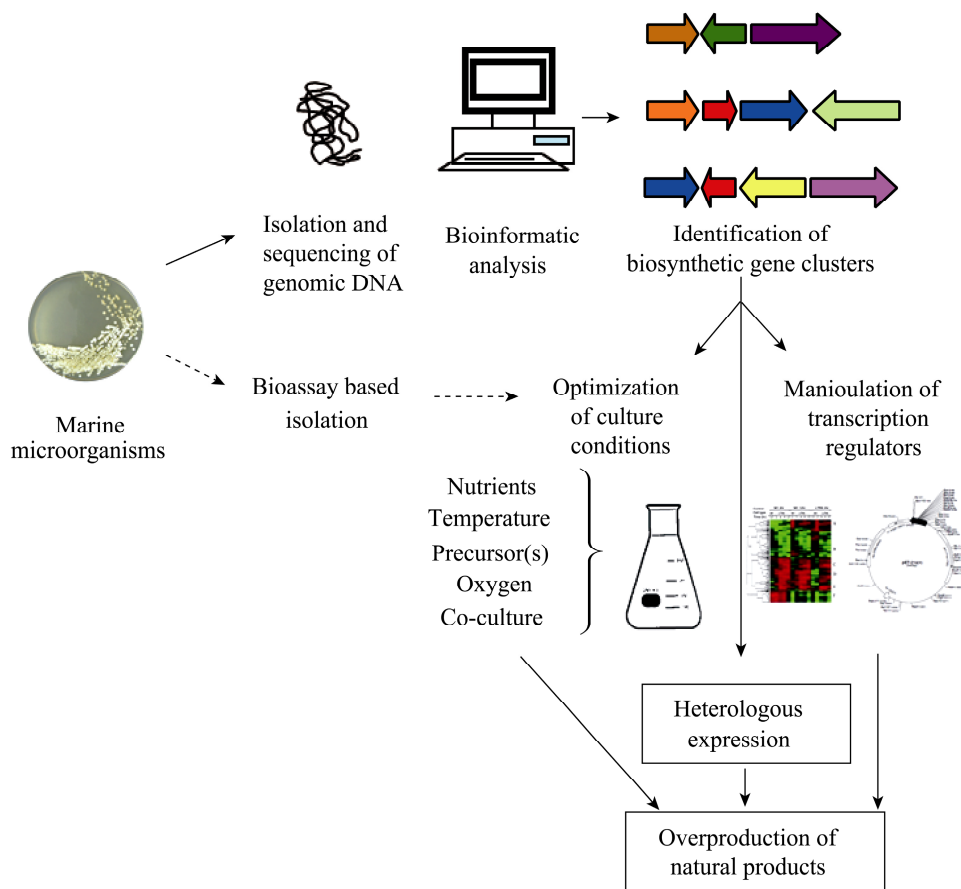 Isolation and
sequencing of
genomic DNA
Bioinformatic
analysis
Identification of
biosynthetic gene clusters
Marine
microorganisms
Bioassay based
isolation
Optimization
of culture
conditions
Manioulation of
transcription
regulators
Nutrients
Temperature
Precursor(s)
Oxygen
Co-culture
Heterologous
expression
Overproduction of
natural products